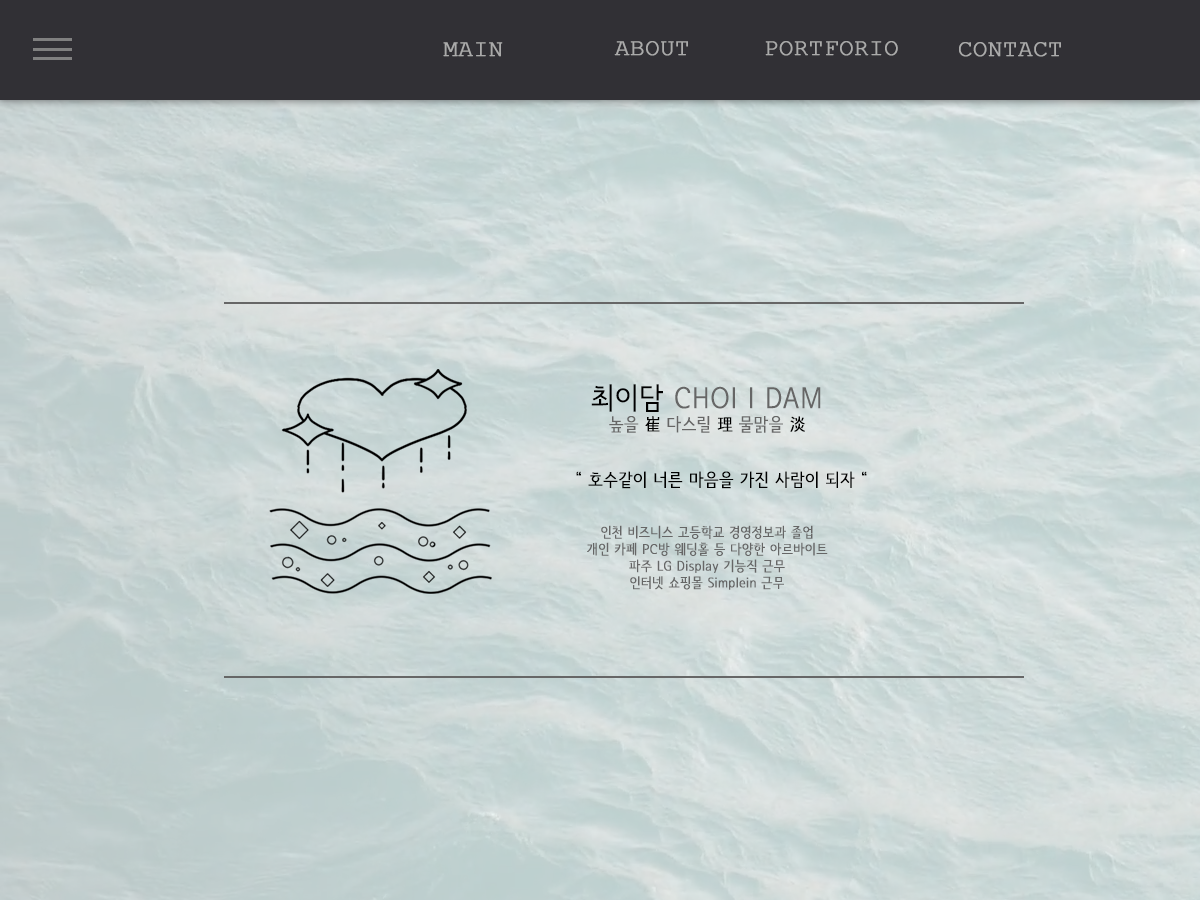 MAIN ABOUT PORTFORIO CONTACT
최이담 CHOI I DAM
높을 崔 다스릴 理 물맑을 淡
“ 호수같이 너른 마음을 가진 사람이 되자 “
인천 비즈니스 고등학교 경영정보과 졸업
개인 카페 PC방 웨딩홀 등 다양한 아르바이트
파주 LG Display 기능직 근무
인터넷 쇼핑몰 Simplein 근무